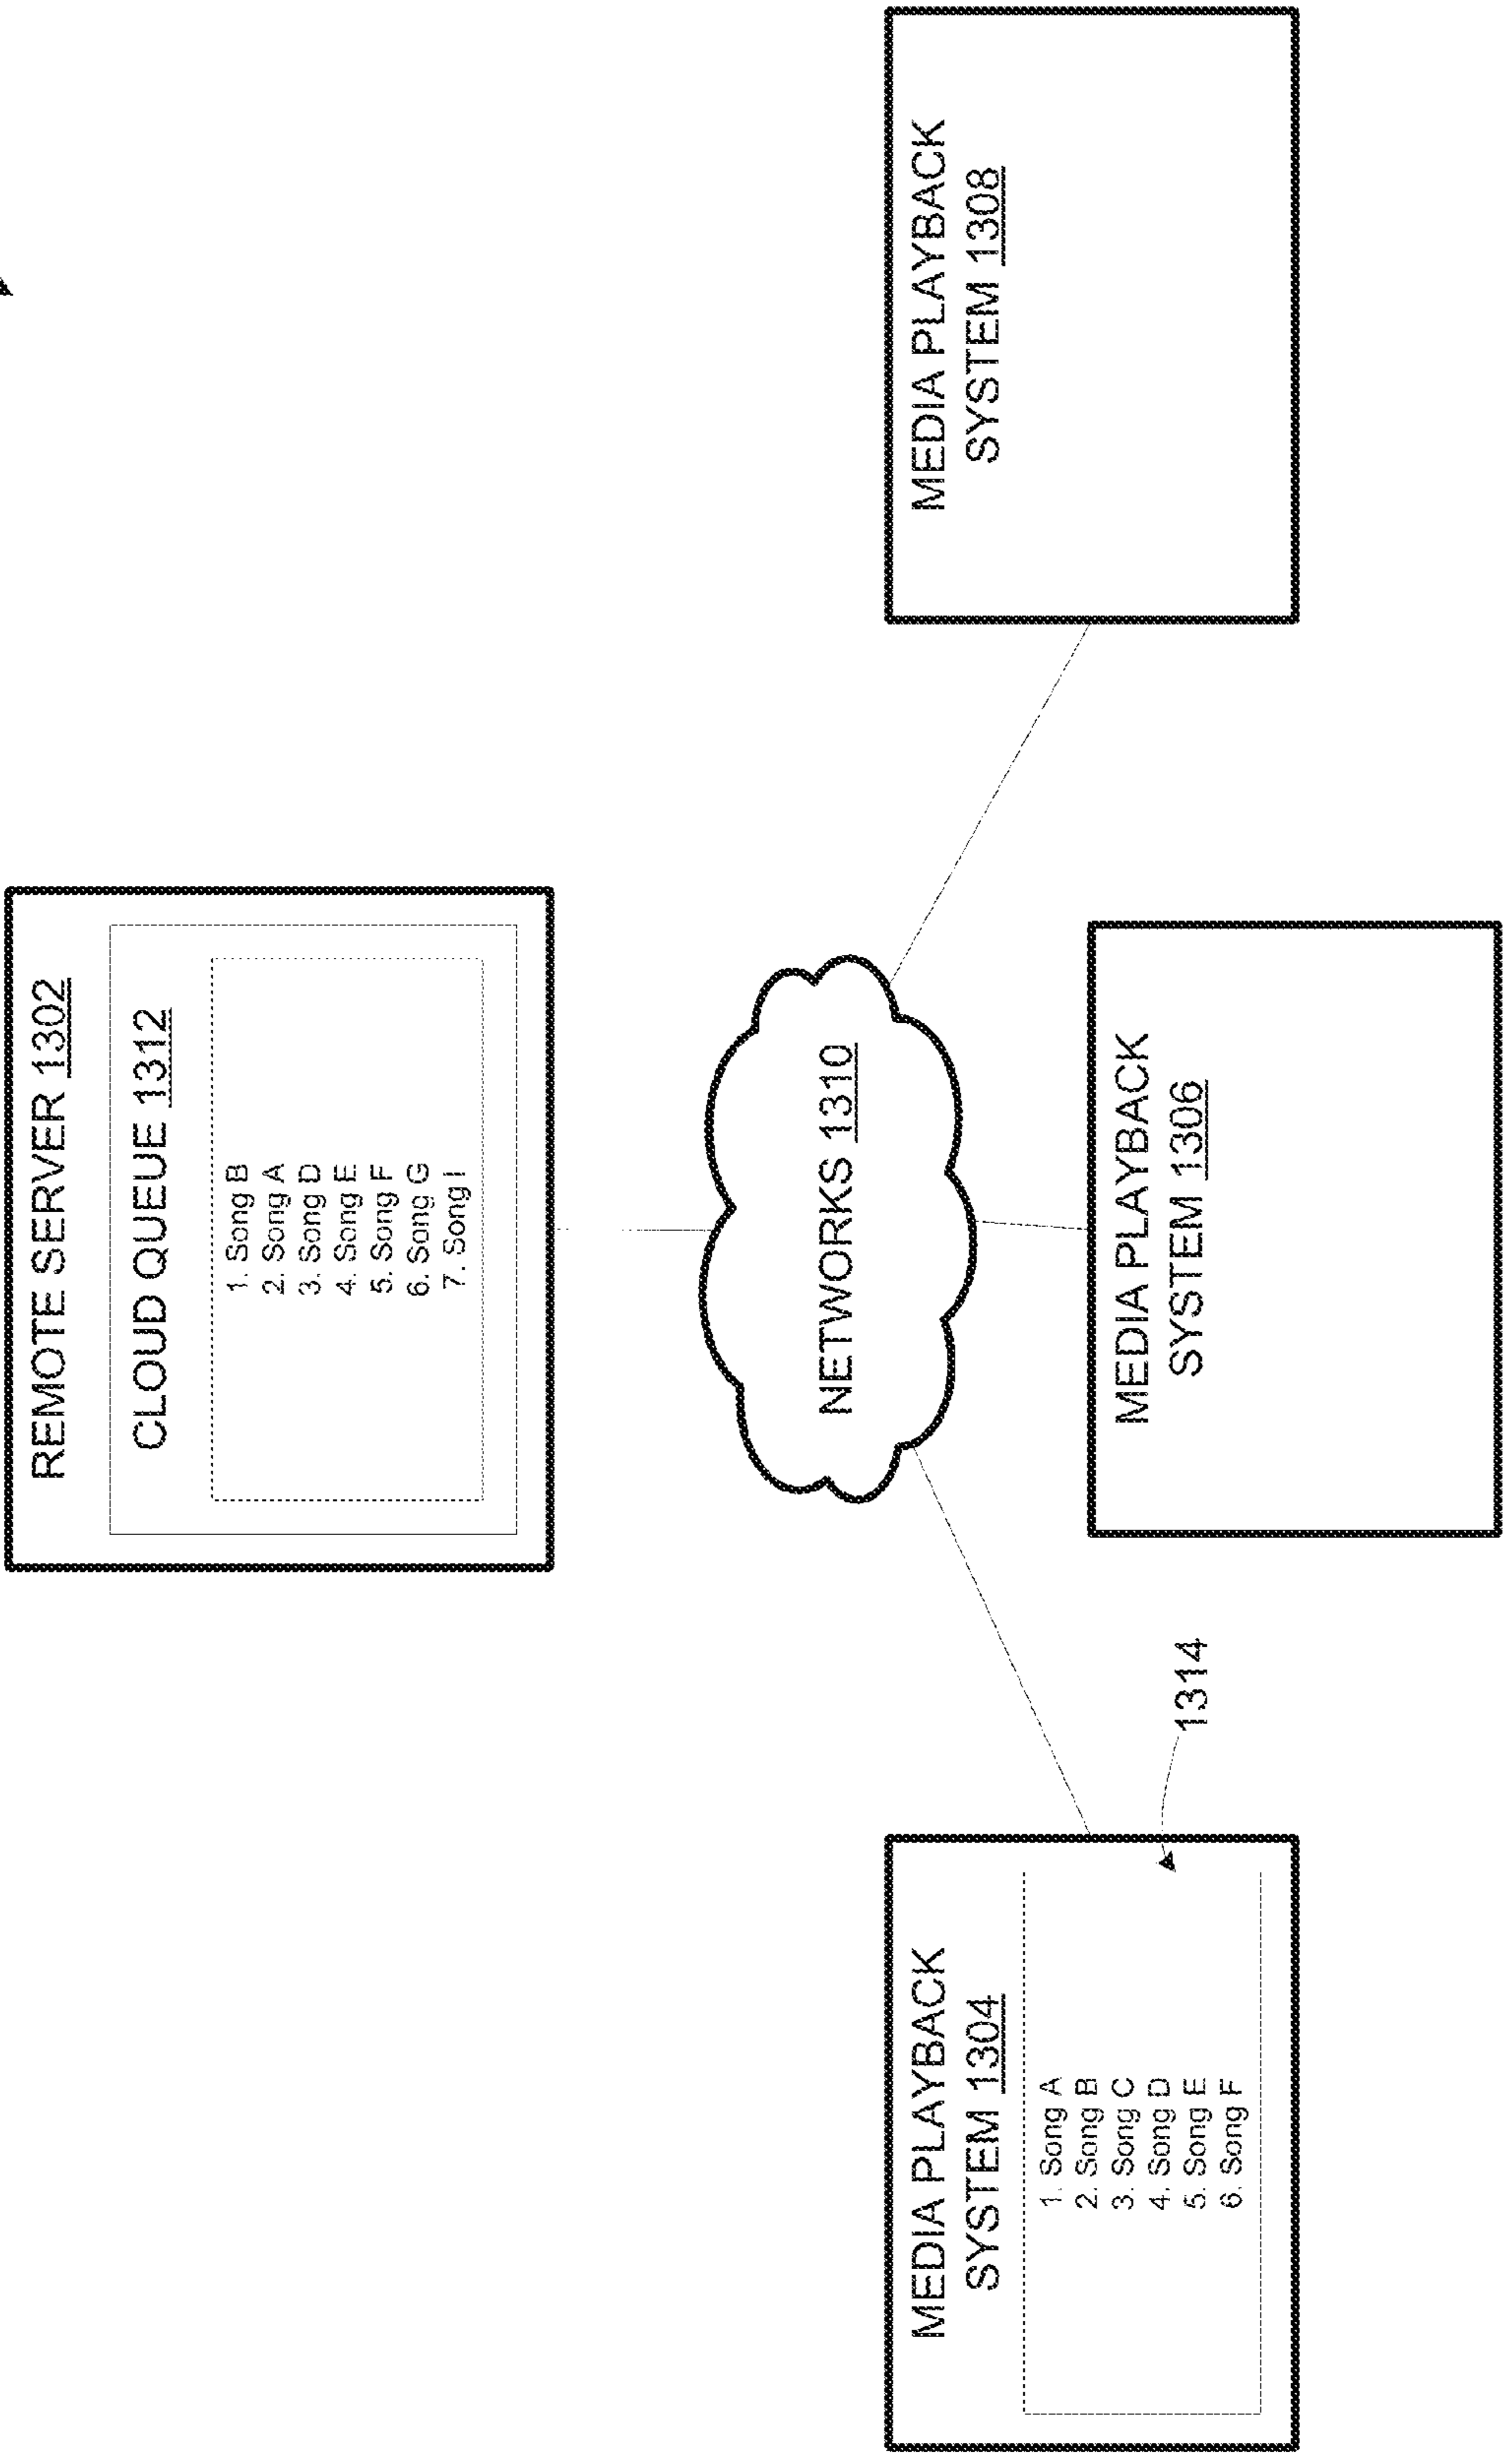 REMOTE SERVER 1302
CLOUD QUEUE 1312
1. Song B
2. Song A
3. Song D
4. Song E
5. Song F
6. Song G
7. Song I
NETWORKS 1310
MEDIA PLAYBACK
SYSTEM 1304
1. Song A
2. Song B
3. Song C
4. Song D
5. Song E
6. Song F
1314
MEDIA PLAYBACK
SYSTEM 1306
MEDIA PLAYBACK
SYSTEM 1308